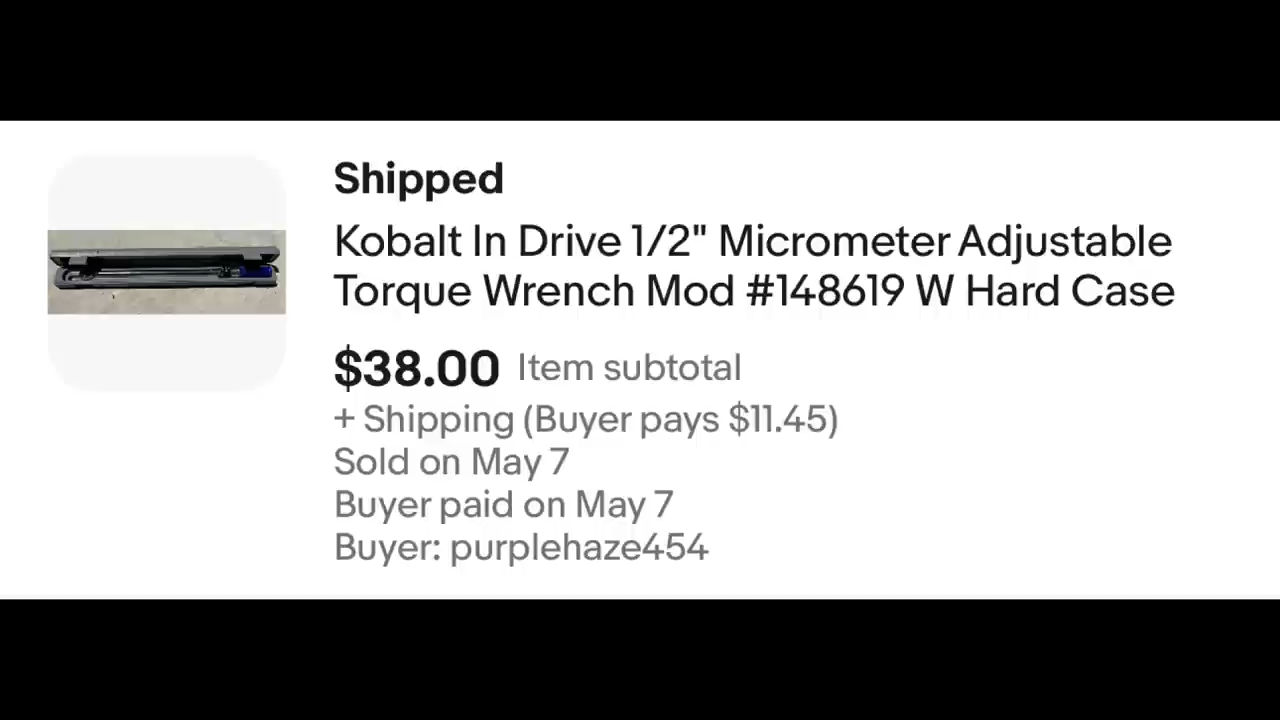 Shipped
Kobalt In Drive 1/2" Micrometer Adjustable
Torque Wrench Mod #148619 W Hard Case
$38.00 Item subtotal
+ Shipping (Buyer pays $11.45)
Sold on May 7
Buyer paid on May 7
Buyer: purplehaze454